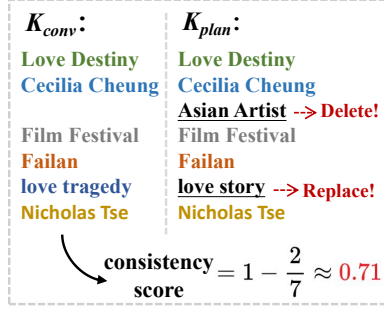 K_conv:
Love Destiny
Cecilia Cheung
Film Festival
Failan
love tragedy
Nicholas Tse
K_plan:
Love Destiny
Cecilia Cheung
Asian Artist --> Delete!
Film Festival
Failan
love story --> Replace!
Nicholas Tse
consistency score = 1 − 2/7 ≈ 0.71